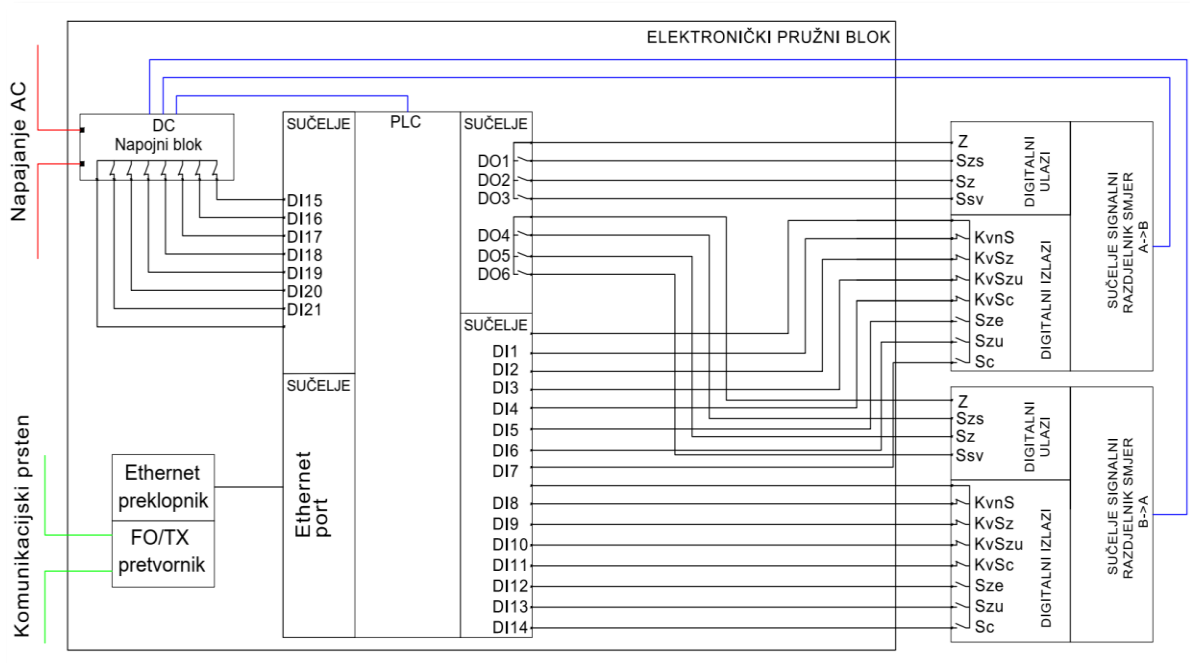 ELEKTRONIČKI PRUŽNI BLOK
Napajanje AC
DC
Napojni blok
SUČELJE
PLC
SUČELJE
DI15
DI16
DI17
DI18
DI19
DI20
DI21
DO1
DO2
DO3
DO4
DO5
DO6
SUČELJE
DI1
DI2
DI3
DI4
DI5
DI6
DI7
DI8
DI9
DI10
DI11
DI12
DI13
DI14
SUČELJE
Ethernet
port
Komunikacijski prsten
Ethernet
preklopnik
FO/TX
pretvornik
Z
Szs
Sz
Ssv
DIGITALNI
ULAZI
KvnS
KvSz
KvSzu
KvSc
Sze
Szu
Sc
DIGITALNI IZLAZI
SUČELJE SIGNALNI
RAZDJELNIK SMJER
A->B
Z
Szs
Sz
Ssv
DIGITALNI
ULAZI
KvnS
KvSz
KvSzu
KvSc
Sze
Szu
Sc
DIGITALNI IZLAZI
SUČELJE SIGNALNI
RAZDJELNIK SMJER
B->A